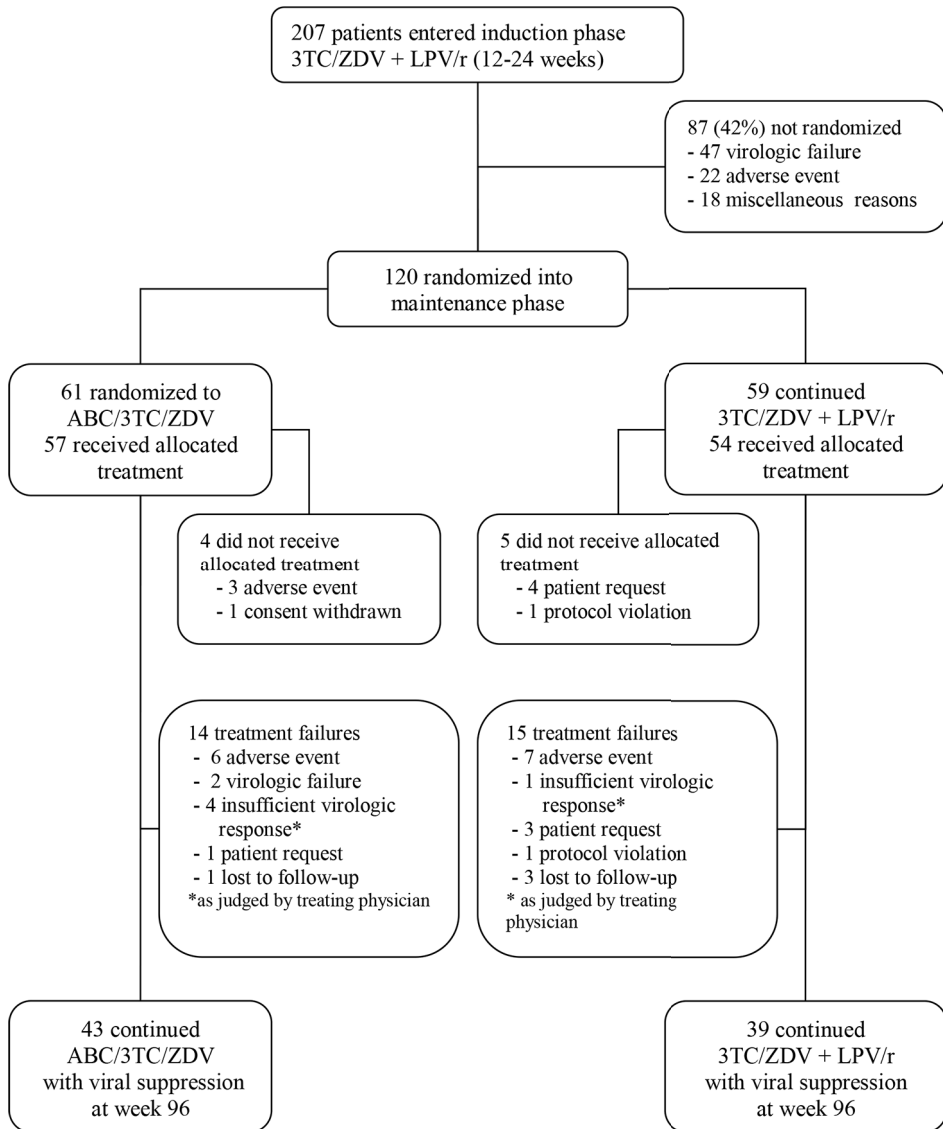 207 patients entered induction phase
3TC/ZDV + LPV/r (12-24 weeks)
87 (42%) not randomized
- 47 virologic failure
- 22 adverse event
- 18 miscellaneous reasons
120 randomized into
maintenance phase
61 randomized to
ABC/3TC/ZDV
57 received allocated
treatment
59 continued
3TC/ZDV + LPV/r
54 received allocated
treatment
4 did not receive
allocated treatment
- 3 adverse event
- 1 consent withdrawn
5 did not receive allocated
treatment
- 4 patient request
- 1 protocol violation
14 treatment failures
- 6 adverse event
- 2 virologic failure
- 4 insufficient virologic
response*
- 1 patient request
- 1 lost to follow-up
*as judged by treating physician
15 treatment failures
- 7 adverse event
- 1 insufficient virologic
response*
- 3 patient request
- 1 protocol violation
- 3 lost to follow-up
* as judged by treating
physician
43 continued
ABC/3TC/ZDV
with viral suppression
at week 96
39 continued
3TC/ZDV + LPV/r
with viral suppression
at week 96